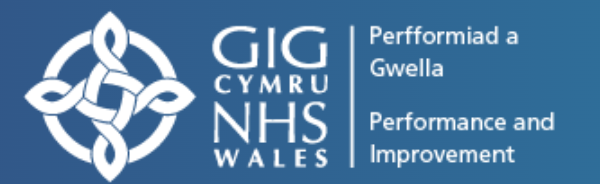 GIG
CYMRU
NHS
WALES
Perfformiad a
Gwella
Performance and
Improvement